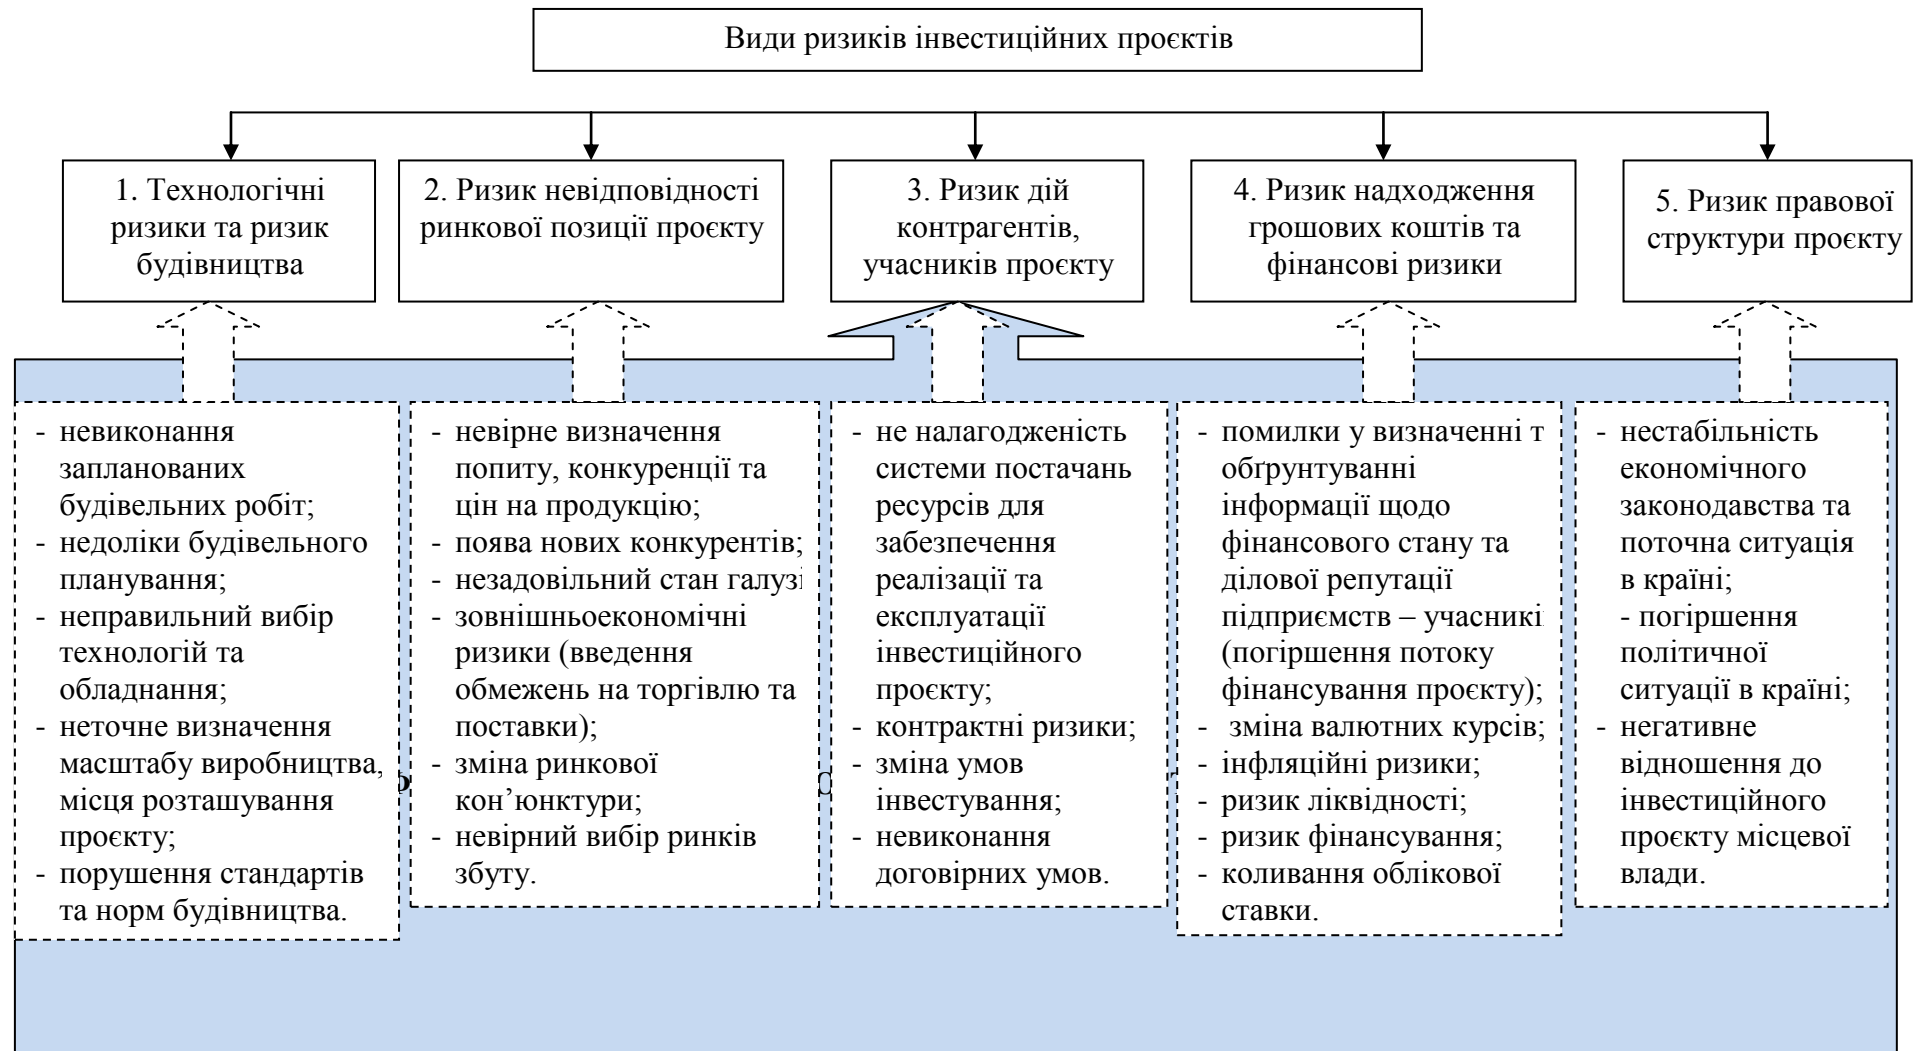 Види ризиків інвестиційних проєктів
1. Технологічні
ризики та ризик
будівництва
2. Ризик невідповідності
ринкової позиції проєкту
3. Ризик дій
контрагентів,
учасників проєкту
4. Ризик надходження
грошових коштів та
фінансові ризики
5. Ризик правової
структури проєкту
- невиконання
запланованих
будівельних робіт;
- недоліки будівельного
планування;
- неправильний вибір
технологій та
обладнання;
- неточне визначення
масштабу виробництва,
місця розташування
проєкту;
- порушення стандартів
та норм будівництва.
- невірне визначення
попиту, конкуренції та
цін на продукцію;
- поява нових конкурентів;
- незадовільний стан галузі
- зовнішньоекономічні
ризики (введення
обмежень на торгівлю та
поставки);
- зміна ринкової
кон’юнктури;
- невірний вибір ринків
збуту.
- не налагодженість
системи постачань
ресурсів для
забезпечення
реалізації та
експлуатації
інвестиційного
проєкту;
- контрактні ризики;
- зміна умов
інвестування;
- невиконання
договірних умов.
- помилки у визначенні т
обґрунтуванні
інформації щодо
фінансового стану та
ділової репутації
підприємств – учасникі
(погіршення потоку
фінансування проєкту);
- зміна валютних курсів;
- інфляційні ризики;
- ризик ліквідності;
- ризик фінансування;
- коливання облікової
ставки.
- нестабільність
економічного
законодавства та
поточна ситуація
в країні;
- погіршення
політичної
ситуації в країні;
- негативне
відношення до
інвестиційного
проєкту місцевої
влади.